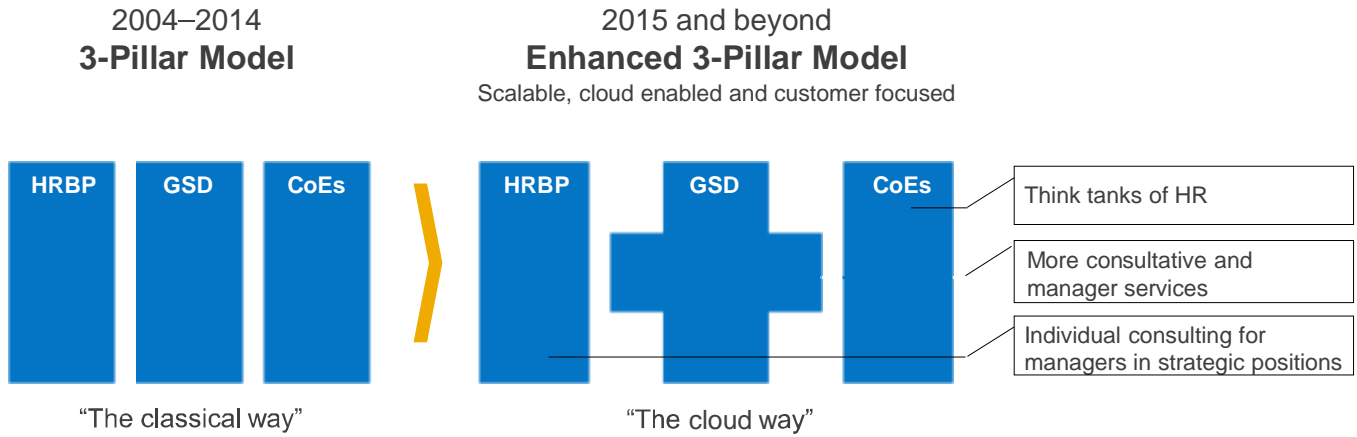 2004–2014
3-Pillar Model
2015 and beyond
Enhanced 3-Pillar Model
Scalable, cloud enabled and customer focused
HRBP
GSD
CoEs
HRBP
GSD
CoEs
Think tanks of HR
More consultative and
manager services
Individual consulting for
managers in strategic positions
“The classical way”
“The cloud way”